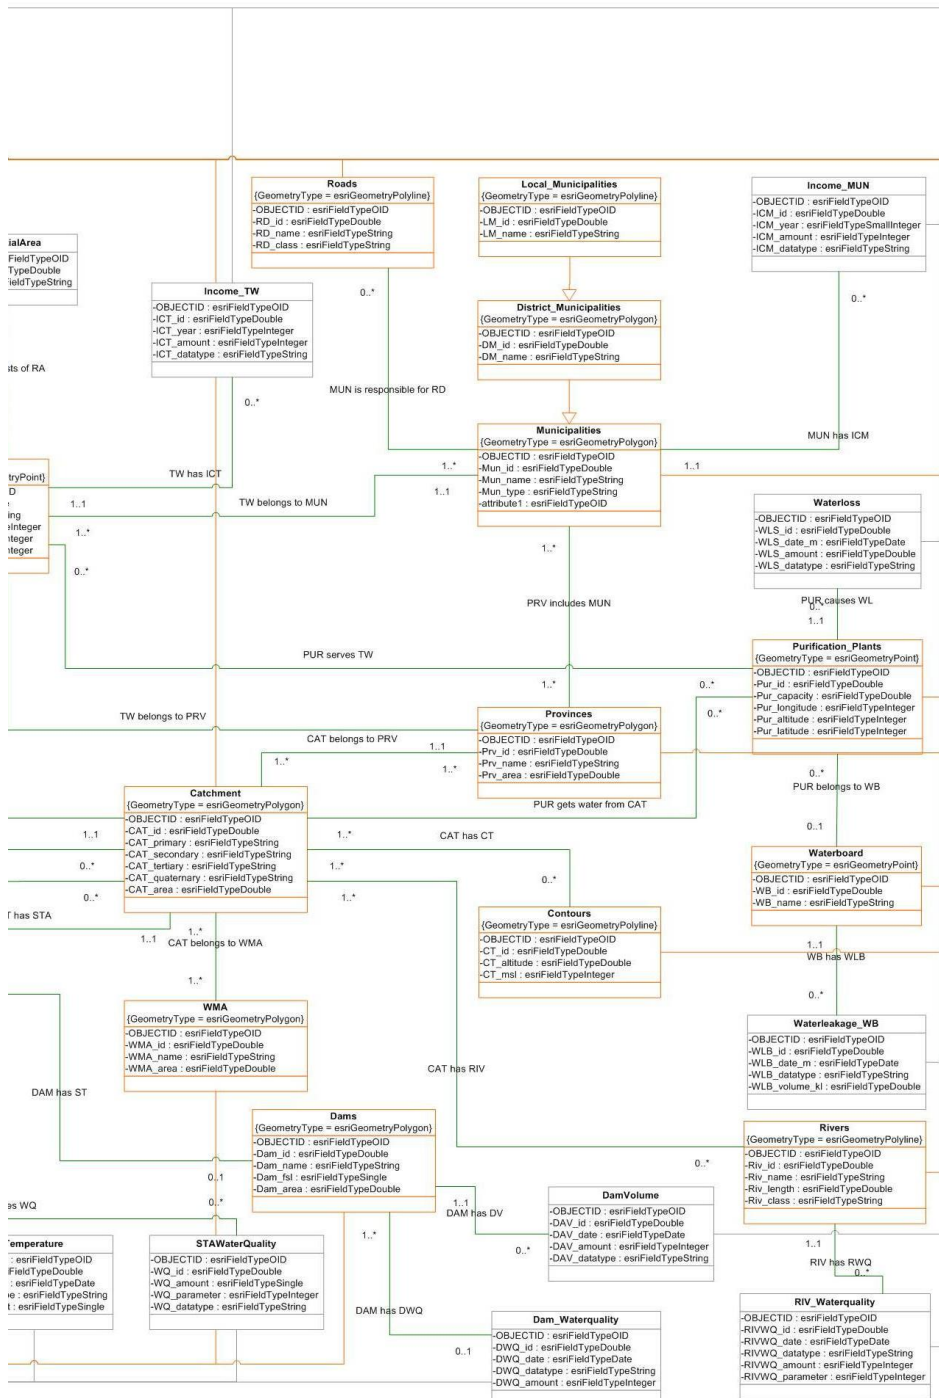 Roads
{GeometryType = esriGeometryPolyline}
-OBJECTID : esriFieldTypeOID
-RD_id : esriFieldTypeDouble
-RD_name : esriFieldTypeString
-RD_class : esriFieldTypeString
Local_Municipalities
{GeometryType = esriGeometryPolyline}
-OBJECTID : esriFieldTypeOID
-LM_id : esriFieldTypeDouble
-LM_name : esriFieldTypeString
Income_MUN
-OBJECTID : esriFieldTypeOID
-ICM_id : esriFieldTypeDouble
-ICM_year : esriFieldTypeSmallInteger
-ICM_amount : esriFieldTypeInteger
-ICM_datatype : esriFieldTypeString
ialArea
FieldTypeOID
TypeDouble
ieldTypeString
Income_TW
-OBJECTID : esriFieldTypeOID
-ICT_id : esriFieldTypeDouble
-ICT_year : esriFieldTypeInteger
-ICT_amount : esriFieldTypeInteger
-ICT_datatype : esriFieldTypeString
0..*
0..*
District_Municipalities
{GeometryType = esriGeometryPolygon}
-OBJECTID : esriFieldTypeOID
-DM_id : esriFieldTypeDouble
-DM_name : esriFieldTypeString
sts of RA
MUN is responsible for RD
0..*
Municipalities
{GeometryType = esriGeometryPolygon}
-OBJECTID : esriFieldTypeOID
-Mun_id : esriFieldTypeDouble
-Mun_name : esriFieldTypeString
-Mun_type : esriFieldTypeString
-attribute1 : esriFieldTypeOID
MUN has ICM
1..*
1..1
1..1
TW has ICT
etryPoint}
D
e
ng
eInteger
Integer
Integer
1..1
TW belongs to MUN
1..*
0..*
Waterloss
-OBJECTID : esriFieldTypeOID
-WLS_id : esriFieldTypeDouble
-WLS_date_m : esriFieldTypeDate
-WLS_amount : esriFieldTypeDouble
-WLS_datatype : esriFieldTypeString
1..*
PRV includes MUN
PUR causes WL
0..*
1..1
PUR serves TW
Purification_Plants
{GeometryType = esriGeometryPoint}
-OBJECTID : esriFieldTypeOID
-Pur_id : esriFieldTypeDouble
-Pur_capacity : esriFieldTypeDouble
-Pur_longitude : esriFieldTypeInteger
-Pur_altitude : esriFieldTypeInteger
-Pur_latitude : esriFieldTypeInteger
1..*
0..*
0..*
TW belongs to PRV
Provinces
{GeometryType = esriGeometryPolygon}
-OBJECTID : esriFieldTypeOID
-Prv_id : esriFieldTypeDouble
-Prv_name : esriFieldTypeString
-Prv_area : esriFieldTypeDouble
CAT belongs to PRV
1..1
1..*
1..*
0..*
PUR belongs to WB
0..1
Catchment
{GeometryType = esriGeometryPolygon}
-OBJECTID : esriFieldTypeOID
-CAT_id : esriFieldTypeDouble
-CAT_primary : esriFieldTypeString
-CAT_secondary : esriFieldTypeString
-CAT_tertiary : esriFieldTypeString
-CAT_quaternary : esriFieldTypeString
-CAT_area : esriFieldTypeDouble
PUR gets water from CAT
1..1
1..*
CAT has CT
0..*
1..*
0..*
1..*
0..*
Waterboard
{GeometryType = esriGeometryPoint}
-OBJECTID : esriFieldTypeOID
-WB_id : esriFieldTypeDouble
-WB_name : esriFieldTypeString
T has STA
1..1
1..*
CAT belongs to WMA
1..*
Contours
{GeometryType = esriGeometryPolyline}
-OBJECTID : esriFieldTypeOID
-CT_id : esriFieldTypeDouble
-CT_altitude : esriFieldTypeDouble
-CT_msl : esriFieldTypeInteger
1..1
WB has WLB
0..*
WMA
{GeometryType = esriGeometryPolygon}
-OBJECTID : esriFieldTypeOID
-WMA_id : esriFieldTypeDouble
-WMA_name : esriFieldTypeString
-WMA_area : esriFieldTypeDouble
Waterleakage_WB
-OBJECTID : esriFieldTypeOID
-WLB_id : esriFieldTypeDouble
-WLB_date_m : esriFieldTypeDate
-WLB_datatype : esriFieldTypeString
-WLB_volume_kl : esriFieldTypeDouble
DAM has ST
CAT has RIV
Dams
{GeometryType = esriGeometryPolygon}
-OBJECTID : esriFieldTypeOID
-Dam_id : esriFieldTypeDouble
-Dam_name : esriFieldTypeString
-Dam_fsl : esriFieldTypeSingle
-Dam_area : esriFieldTypeDouble
Rivers
{GeometryType = esriGeometryPolyline}
-OBJECTID : esriFieldTypeOID
-Riv_id : esriFieldTypeDouble
-Riv_name : esriFieldTypeString
-Riv_length : esriFieldTypeDouble
-Riv_class : esriFieldTypeString
0..*
0..1
0..*
es WQ
1..1
DAM has DV
0..*
1..*
DamVolume
-OBJECTID : esriFieldTypeOID
-DAV_id : esriFieldTypeDouble
-DAV_date : esriFieldTypeDate
-DAV_amount : esriFieldTypeInteger
-DAV_datatype : esriFieldTypeString
1..1
RIV has RWQ
0..*
Temperature
: esriFieldTypeOID
: esriFieldTypeDouble
: esriFieldTypeDate
pe : esriFieldTypeString
t : esriFieldTypeSingle
STAWaterQuality
-OBJECTID : esriFieldTypeOID
-WQ_id : esriFieldTypeDouble
-WQ_amount : esriFieldTypeSingle
-WQ_parameter : esriFieldTypeInteger
-WQ_datatype : esriFieldTypeString
DAM has DWQ
0..1
Dam_Waterquality
-OBJECTID : esriFieldTypeOID
-DWQ_id : esriFieldTypeDouble
-DWQ_date : esriFieldTypeDate
-DWQ_datatype : esriFieldTypeString
-DWQ_amount : esriFieldTypeInteger
RIV_Waterquality
-OBJECTID : esriFieldTypeOID
-RIVWQ_id : esriFieldTypeDouble
-RIVWQ_date : esriFieldTypeDate
-RIVWQ_datatype : esriFieldTypeString
-RIVWQ_amount : esriFieldTypeInteger
-RIVWQ_parameter : esriFieldTypeInteger